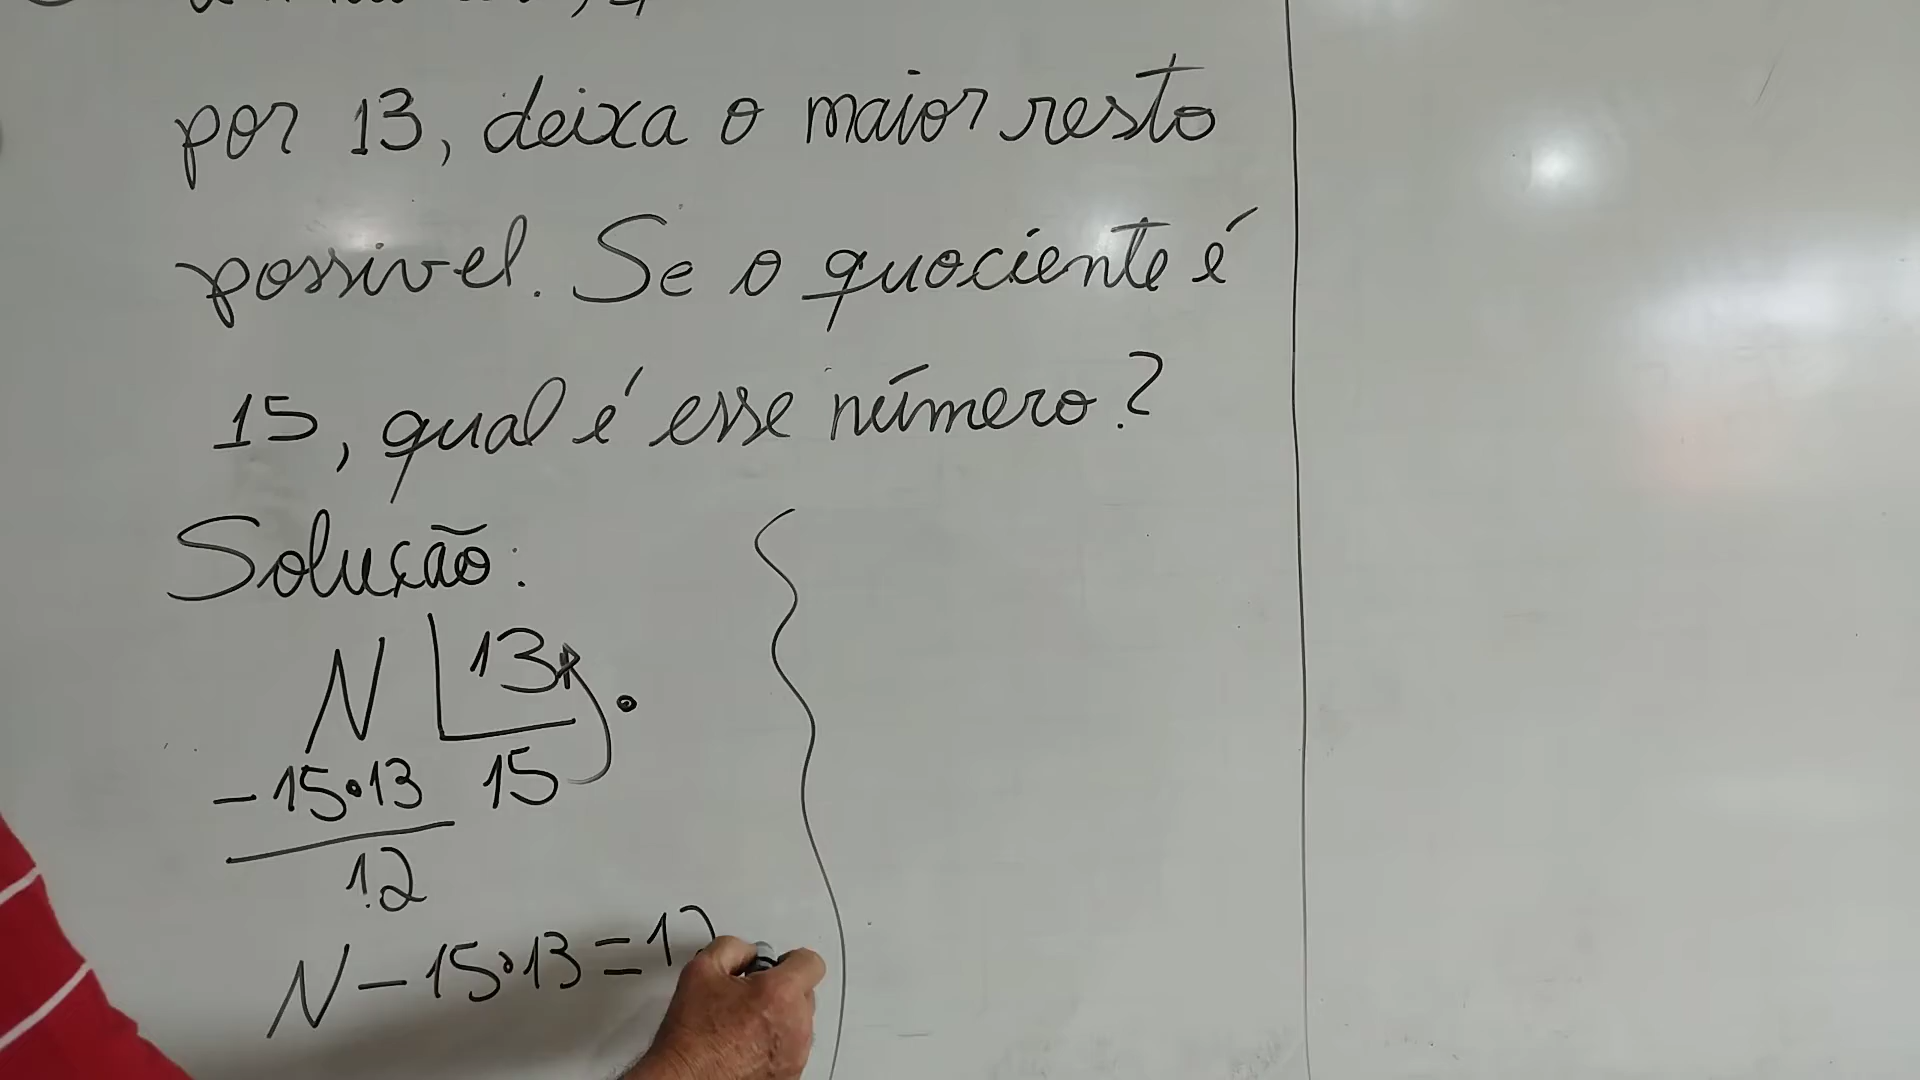 por 13, deixa o maior resto
possivel. Se o quociente é
15, qual é esse número?
Solução:
N 13
- 15•13 15
12
N - 15•13 = 12